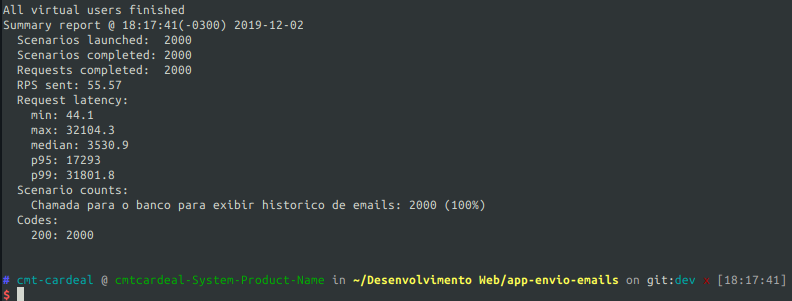 All virtual users finished
Summary report @ 18:17:41(-0300) 2019-12-02
Scenarios launched:  2000
Scenarios completed: 2000
Requests completed:  2000
RPS sent: 55.57
Request latency:
min: 44.1
max: 32104.3
median: 3530.9
p95: 17293
p99: 31801.8
Scenario counts:
Chamada para o banco para exibir historico de emails: 2000 (100%)
Codes:
200: 2000
# cmt-cardeal @ cmtcardeal-System-Product-Name in ~/Desenvolvimento Web/app-envio-emails on git:dev x [18:17:41]
$